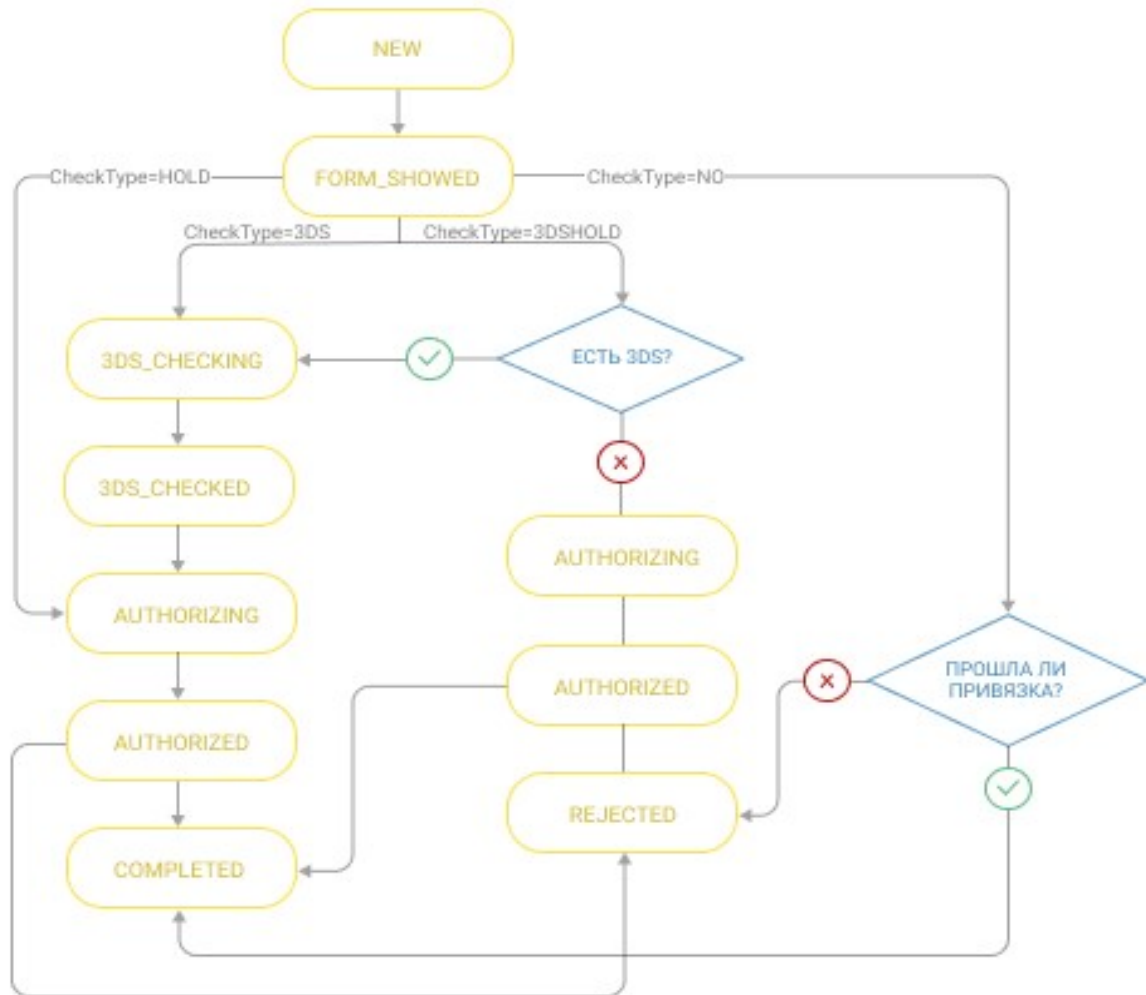 NEW
CheckType=HOLD
FORM_SHOWED
CheckType=NO
CheckType=3DS
CheckType=3DSHOLD
3DS_CHECKING
ЕСТЬ 3DS?
3DS_CHECKED
AUTHORIZING
AUTHORIZING
ПРОШЛА ЛИ
ПРИВЯЗКА?
AUTHORIZED
AUTHORIZED
REJECTED
COMPLETED